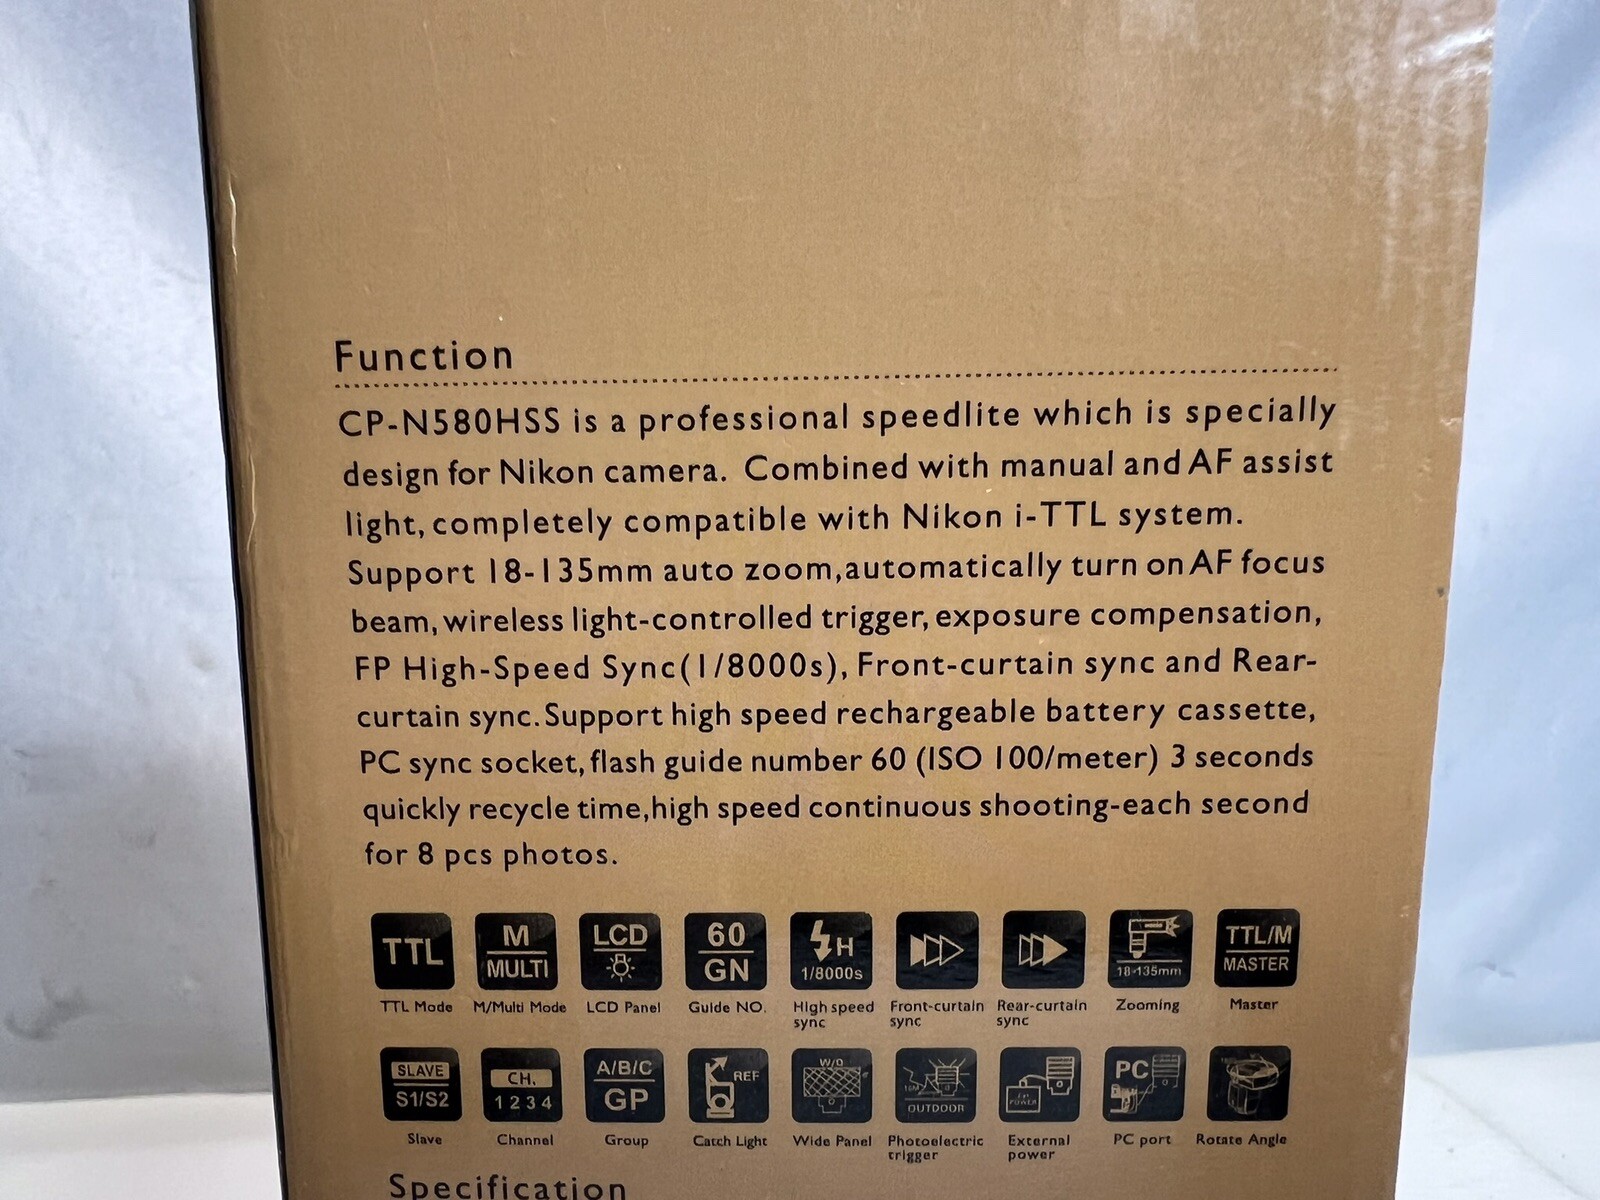 Function
CP-N580HSS is a professional speedlite which is specially
design for Nikon camera. Combined with manual and AF assist
light, completely compatible with Nikon i-TTL system.
Support 18-135mm auto zoom,automatically turn on AF focus
beam, wireless light-controlled trigger, exposure compensation,
FP High-Speed Sync(1/8000s), Front-curtain sync and Rear-
curtain sync. Support high speed rechargeable battery cassette,
PC sync socket, flash guide number 60 (ISO 100/meter) 3 seconds
quickly recycle time,high speed continuous shooting-each second
for 8 pcs photos.
TTL M LCD 60 H TTL/M
MULTI GN 1/8000s 18-135mm MASTER
TTL Mode M/Multi Mode LCD Panel Guide NO. High speed Front-curtain Rear-curtain Zooming Master
sync sync sync
SLAVE CH. A/B/C REF W/D PC
S1/S2 1 2 3 4 GP OUTDOOR POWER
Slave Channel Group Catch Light Wide Panel Photoelectric External PC port Rotate Angle
trigger power
Specification